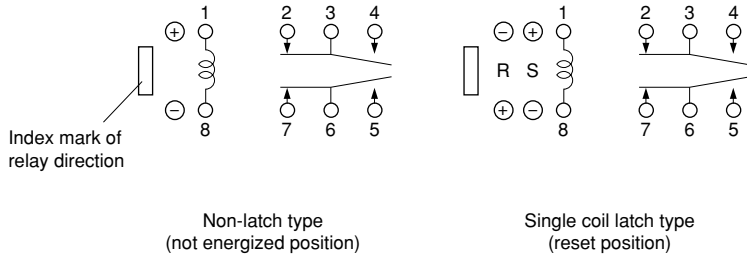 1 2 3 4
+
−
8 7 6 5
Index mark of
relay direction
Non-latch type
(not energized position)
1 2 3 4
− +
R S
+ −
8 7 6 5
Single coil latch type
(reset position)